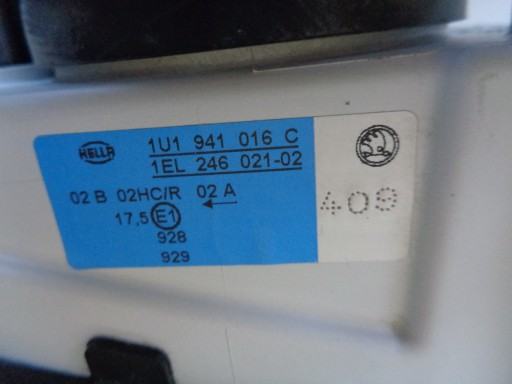 HELLA
1U1 941 016 C
1EL 246 021-02
02 B 02HC/R 02 A
17,5 E1
928
929
409